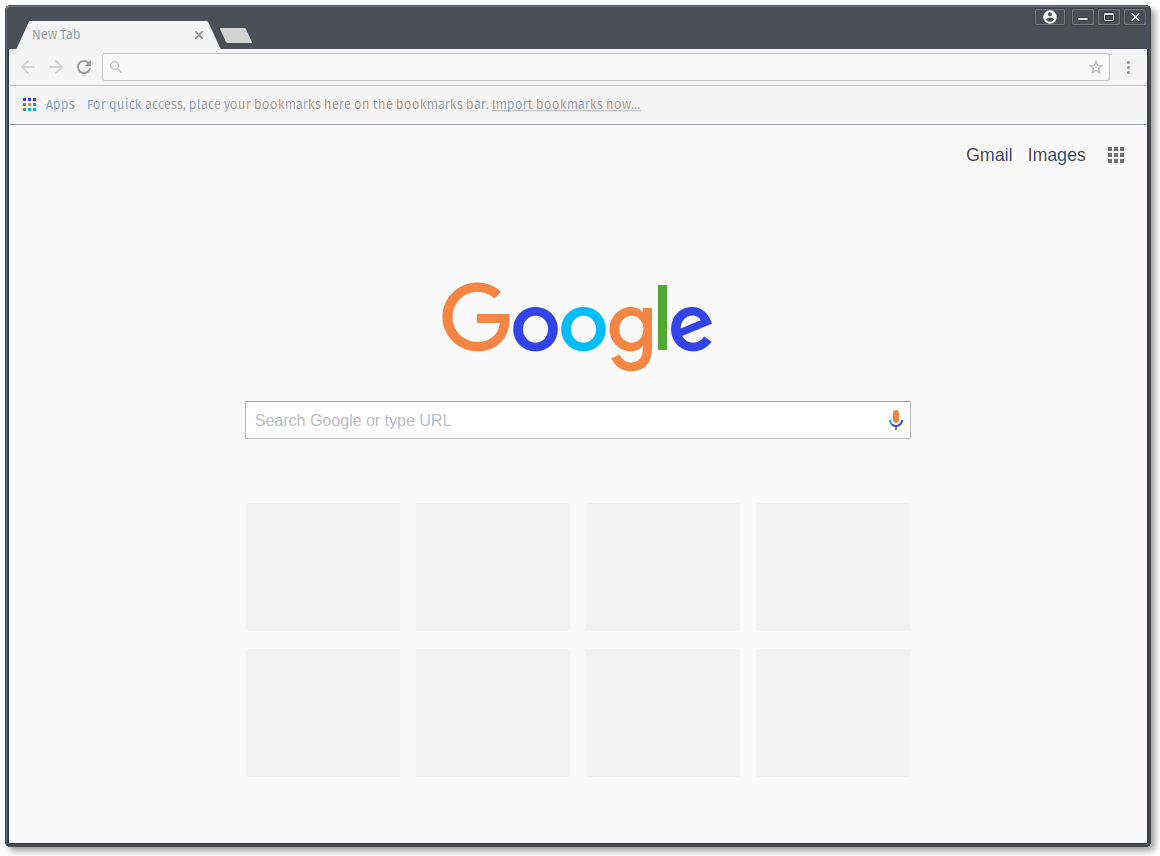 New Tab
Apps For quick access, place your bookmarks here on the bookmarks bar. Import bookmarks now...
Gmail Images
Google
Search Google or type URL